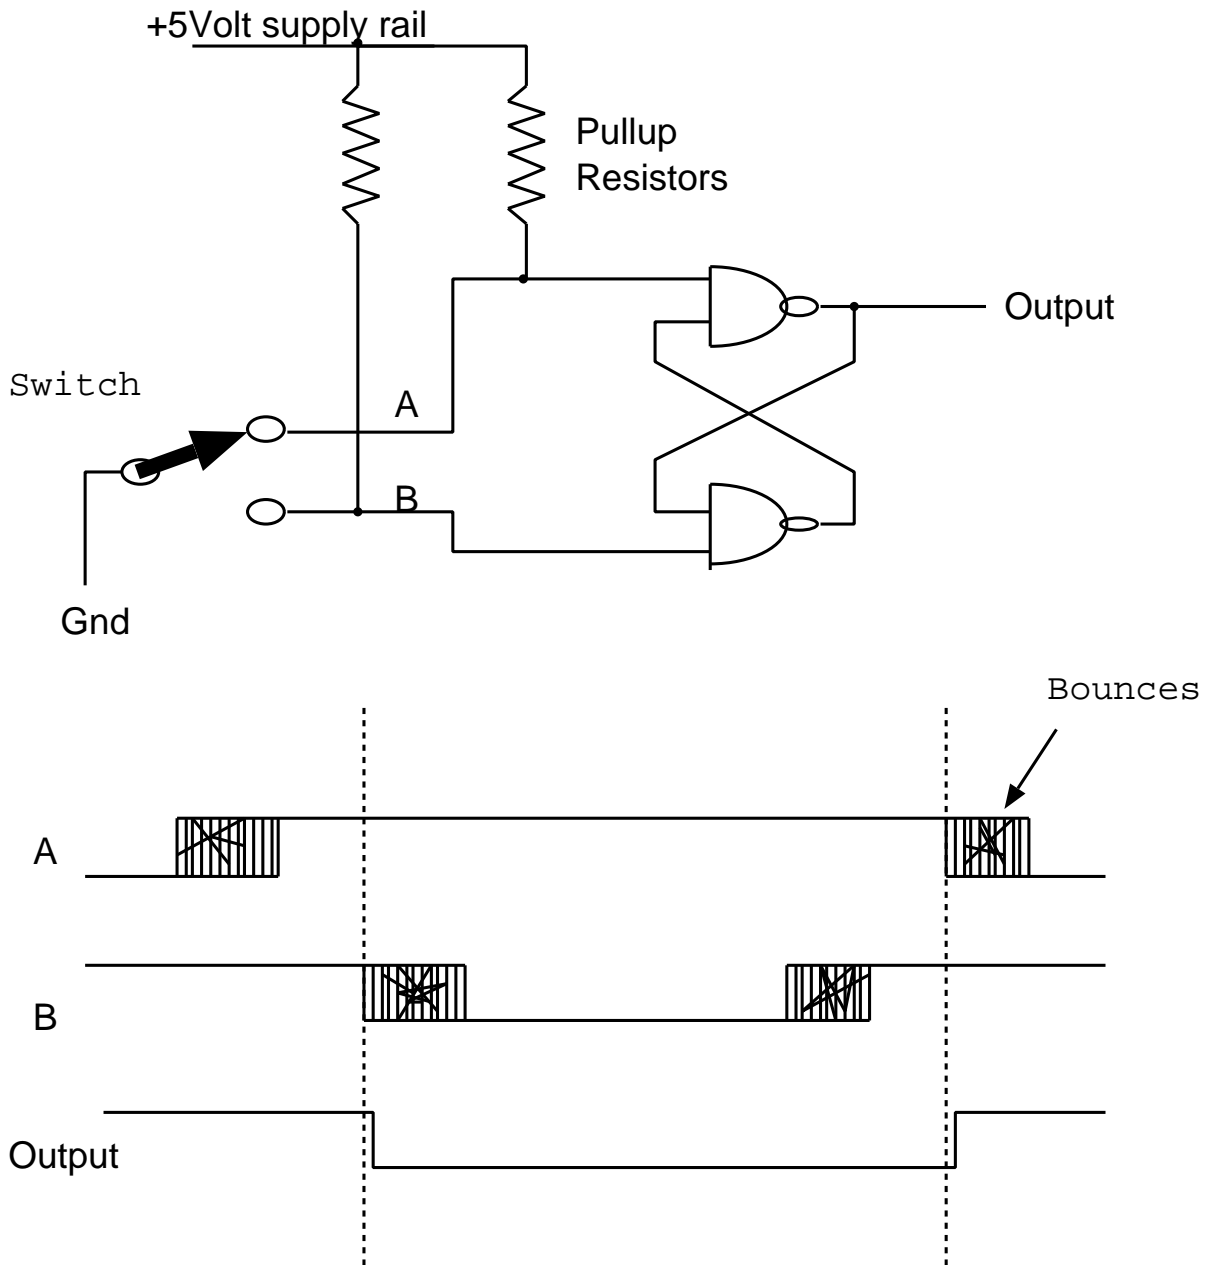 +5Volt supply rail
Pullup
Resistors
Output
Switch
A
B
Gnd
Bounces
A
B
Output